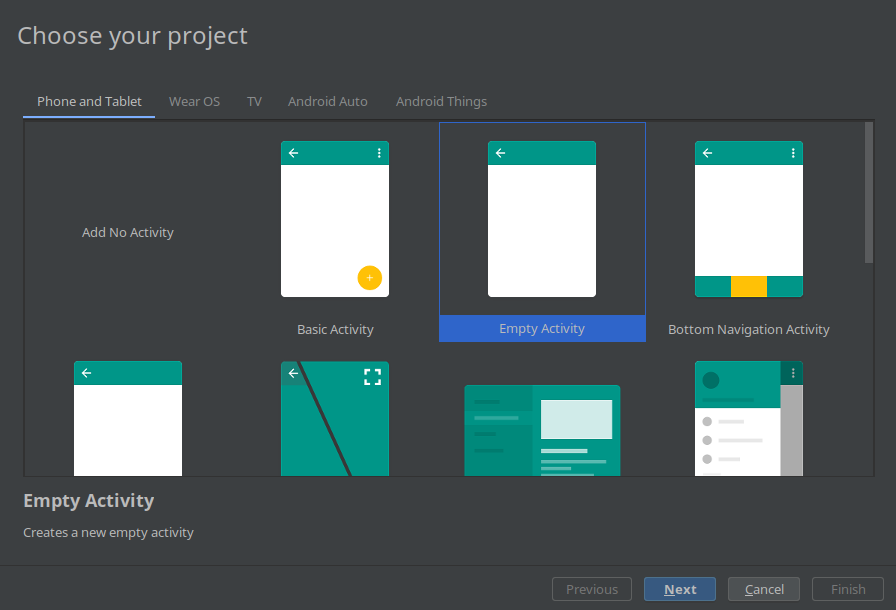 Choose your project
Phone and Tablet Wear OS TV Android Auto Android Things
Add No Activity
Basic Activity
Empty Activity
Bottom Navigation Activity
Empty Activity
Creates a new empty activity
Previous Next Cancel Finish